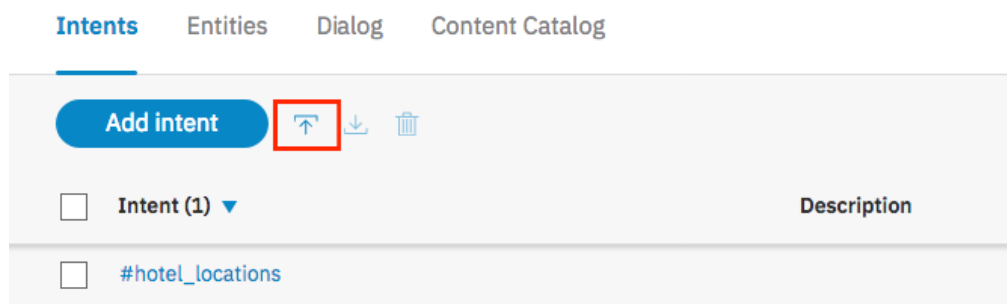 Intents Entities Dialog Content Catalog
Add intent
Intent (1) Description
#hotel_locations